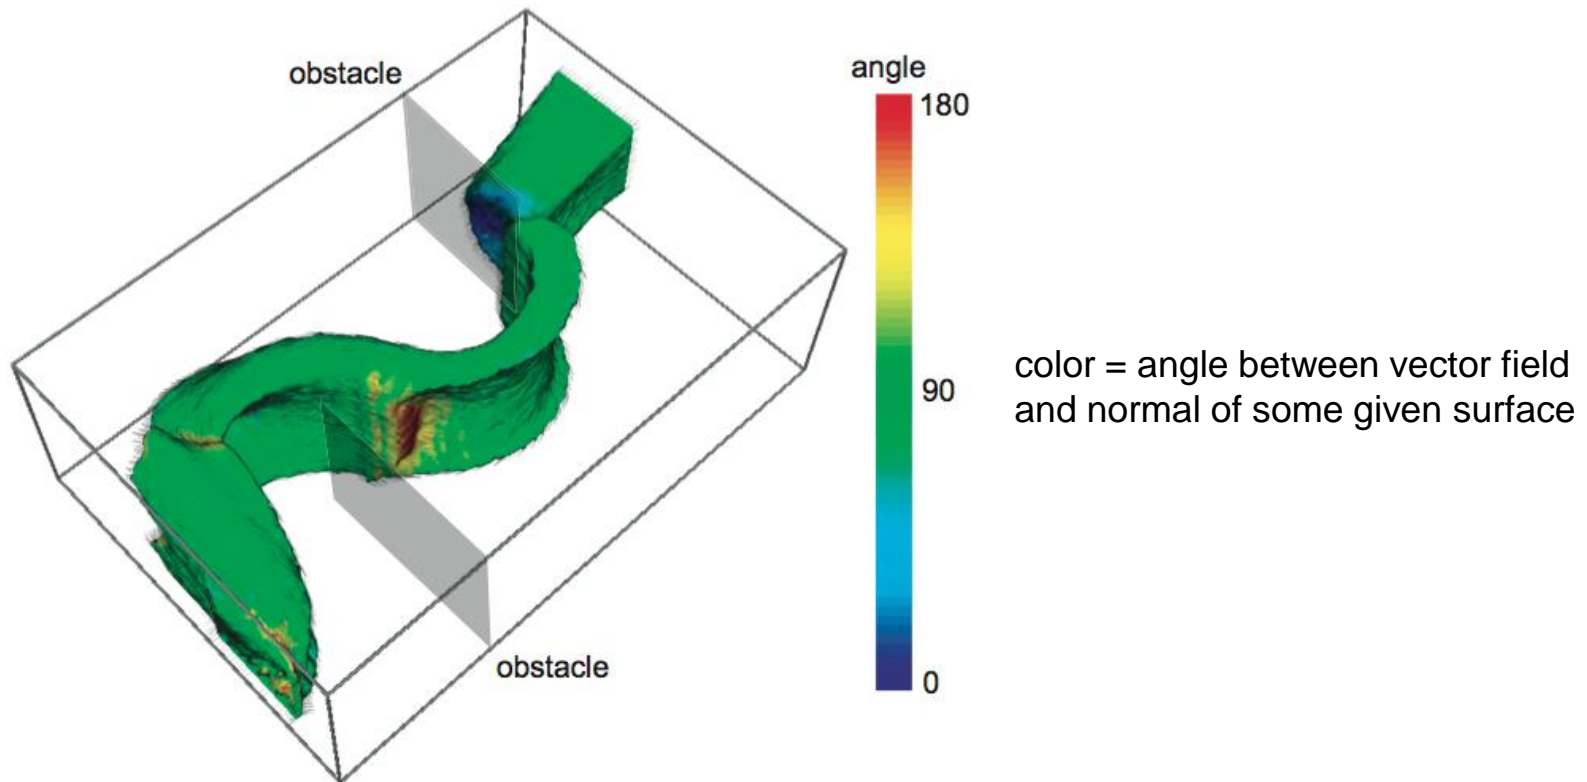 obstacle
angle
180
90
0
color = angle between vector field
and normal of some given surface
obstacle